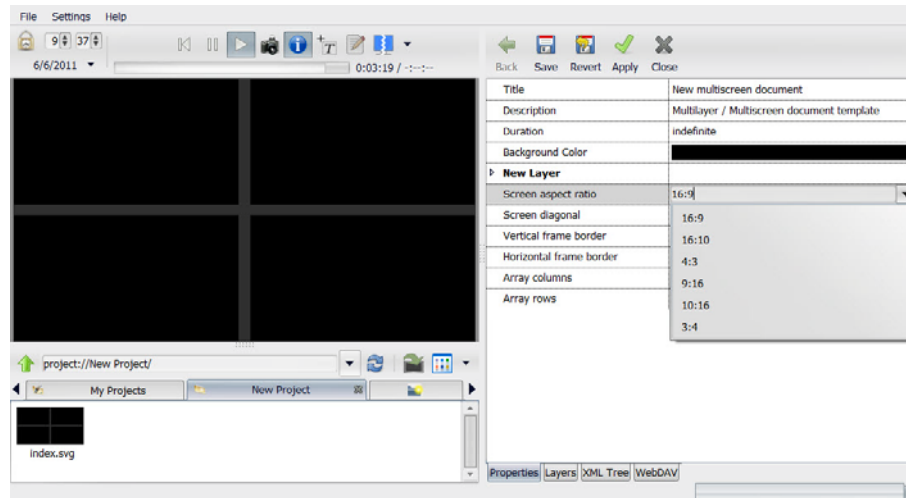 File Settings Help
9 37
6/6/2011
0:03:19 / -:--:--
Back Save Revert Apply Close
Title New multiscreen document
Description Multilayer / Multiscreen document template
Duration indefinite
Background Color
New Layer
Screen aspect ratio 16:9
Screen diagonal
Vertical frame border
Horizontal frame border
Array columns
Array rows
16:9
16:10
4:3
9:16
10:16
3:4
project://New Project/
My Projects New Project
index.svg
Properties Layers XML Tree WebDAV